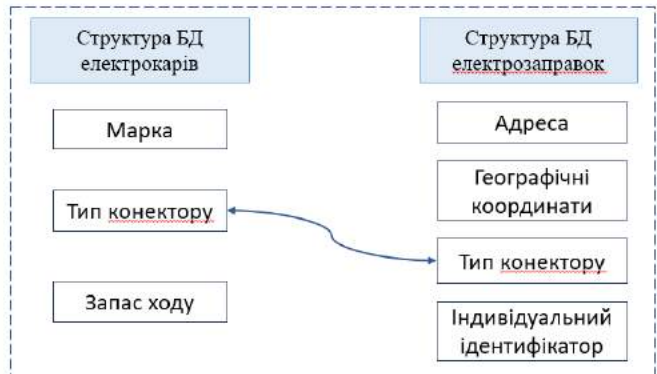 Структура БД
електрокарів
Марка
Тип конектору
Запас ходу
Структура БД
електрозаправок
Адреса
Географічні
координати
Тип конектору
Індивідуальний
ідентифікатор